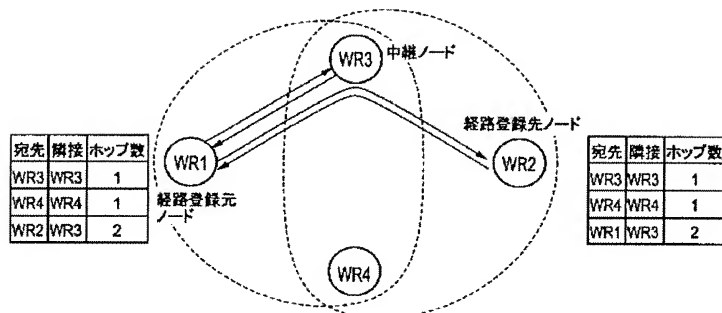 WR3
中継ノード
経路登録先ノード
WR1
経路登録元
ノード
WR2
WR4
宛先 隣接 ホップ数
WR3 WR3 1
WR4 WR4 1
WR2 WR3 2
宛先 隣接 ホップ数
WR3 WR3 1
WR4 WR4 1
WR1 WR3 2